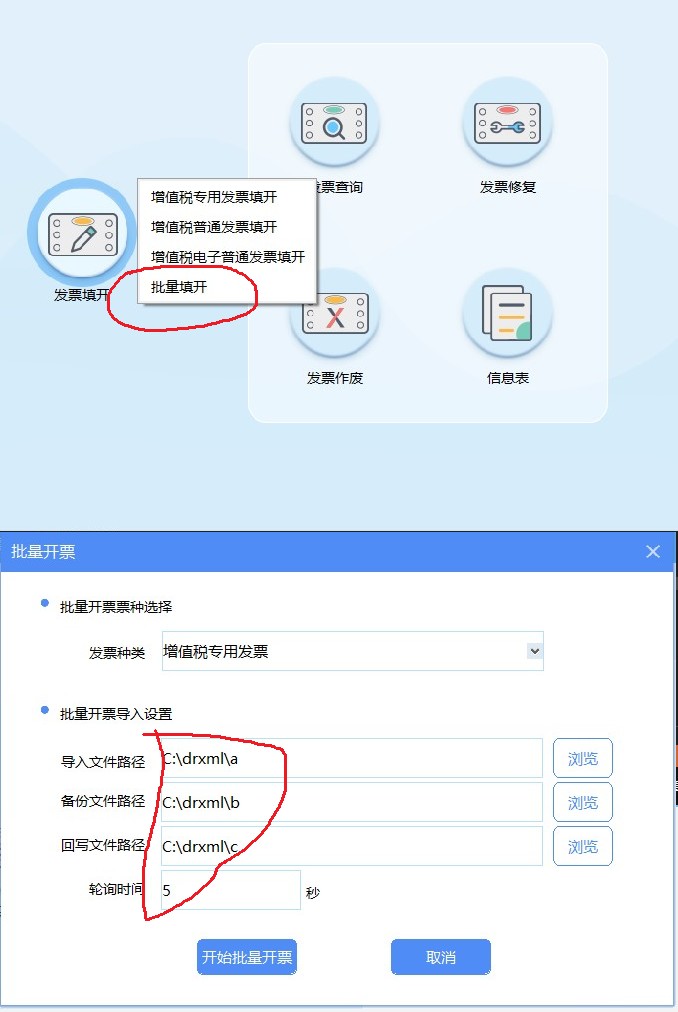 增值税专用发票填开
增值税普通发票填开
增值税电子普通发票填开
批量填开
发票填开
发票查询
发票修复
发票作废
信息表
批量开票
批量开票票种选择
发票种类 增值税专用发票
批量开票导入设置
导入文件路径 C:\drxml\a 浏览
备份文件路径 C:\drxml\b 浏览
回写文件路径 C:\drxml\c 浏览
轮询时间 5 秒
开始批量开票 取消